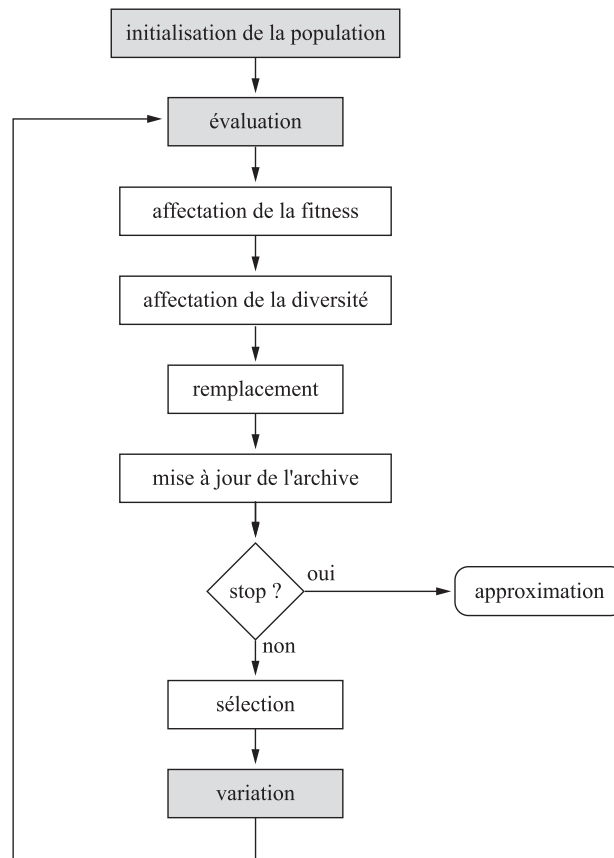 initialisation de la population
évaluation
affectation de la fitness
affectation de la diversité
remplacement
mise à jour de l'archive
stop ?
oui
approximation
non
sélection
variation